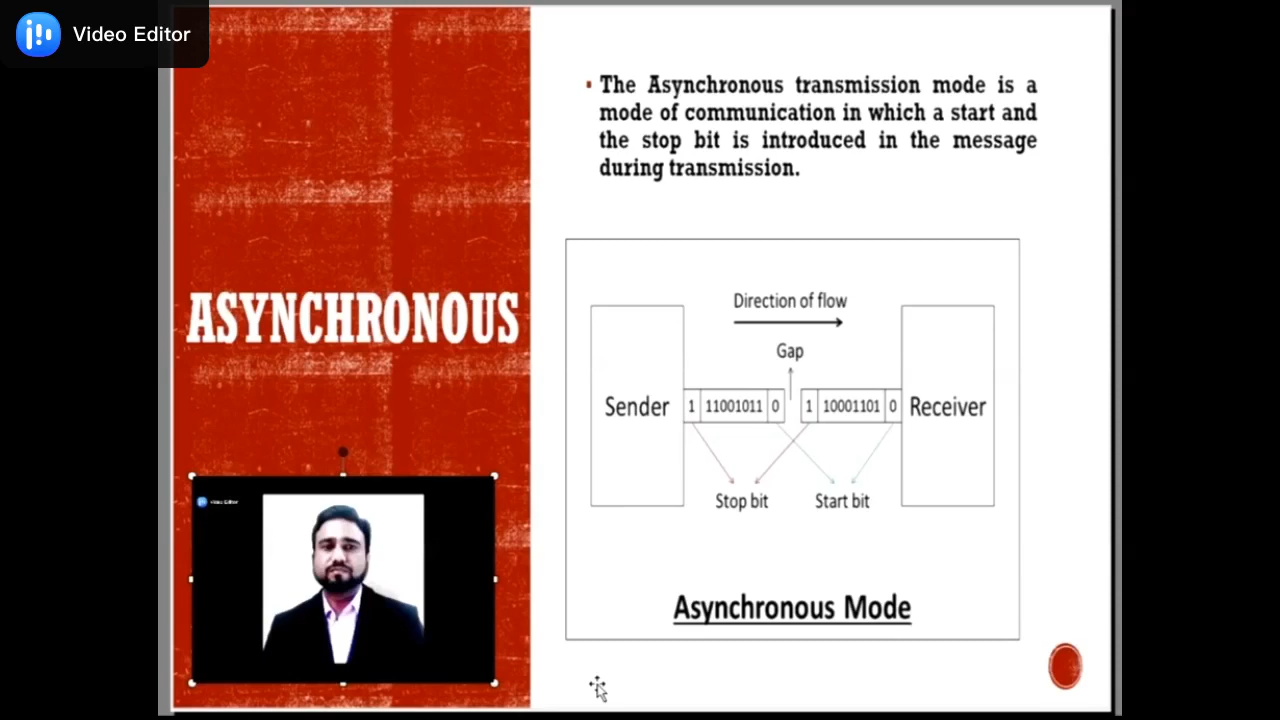 Video Editor
▪ The Asynchronous transmission mode is a
mode of communication in which a start and
the stop bit is introduced in the message
during transmission.
ASYNCHRONOUS
Direction of flow
Gap
Sender
1 11001011 0
1 10001101 0
Receiver
Stop bit
Start bit
Asynchronous Mode
Video Editor